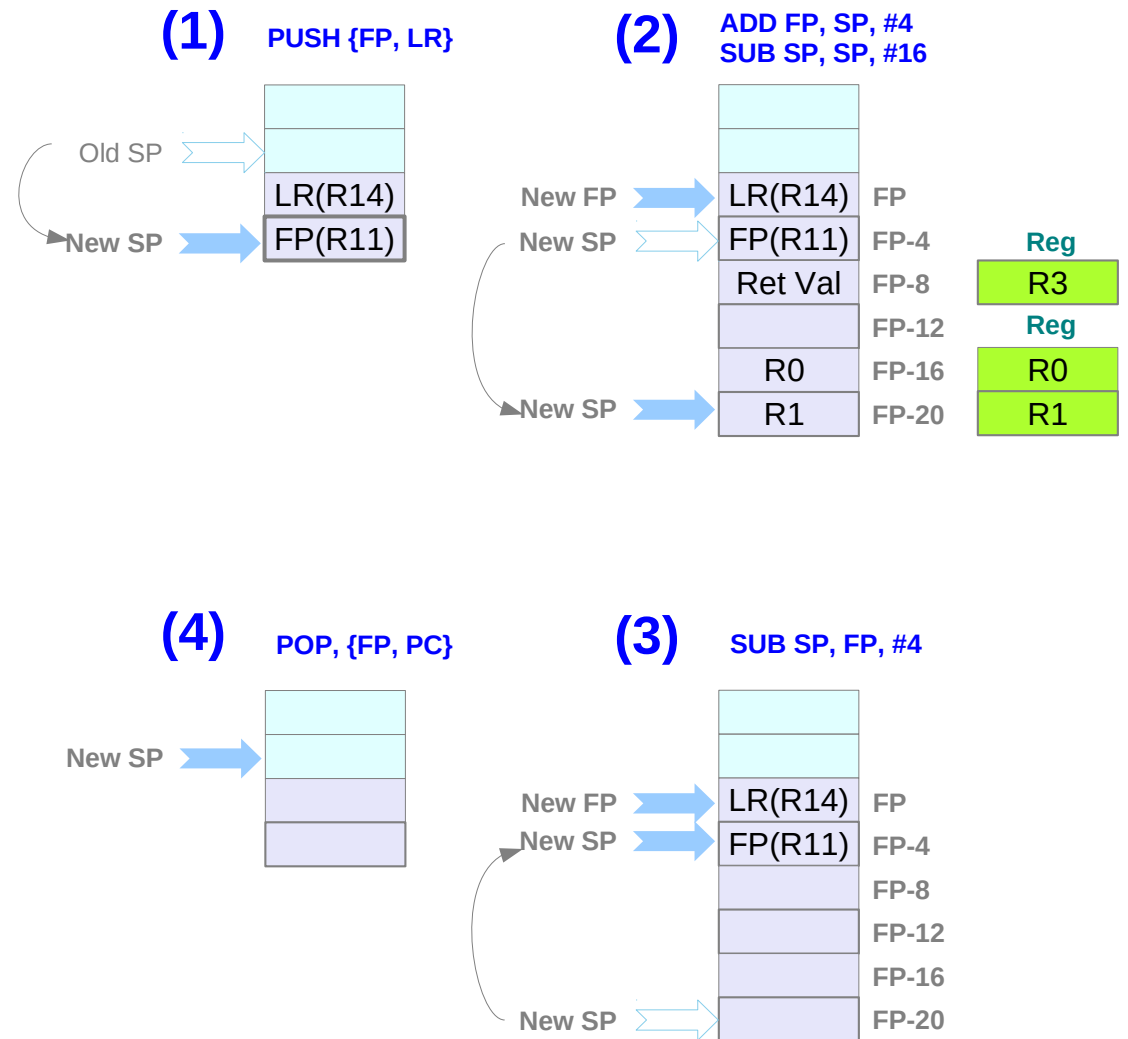 (1)
PUSH {FP, LR}
Old SP
LR(R14)
New SP
FP(R11)
(2)
ADD FP, SP, #4
SUB SP, SP, #16
New FP
LR(R14)
FP
New SP
FP(R11)
FP-4
Reg
Ret Val
FP-8
R3
FP-12
Reg
R0
FP-16
R0
New SP
R1
FP-20
R1
(4)
POP, {FP, PC}
New SP
(3)
SUB SP, FP, #4
New FP
LR(R14)
FP
New SP
FP(R11)
FP-4
FP-8
FP-12
FP-16
New SP
FP-20